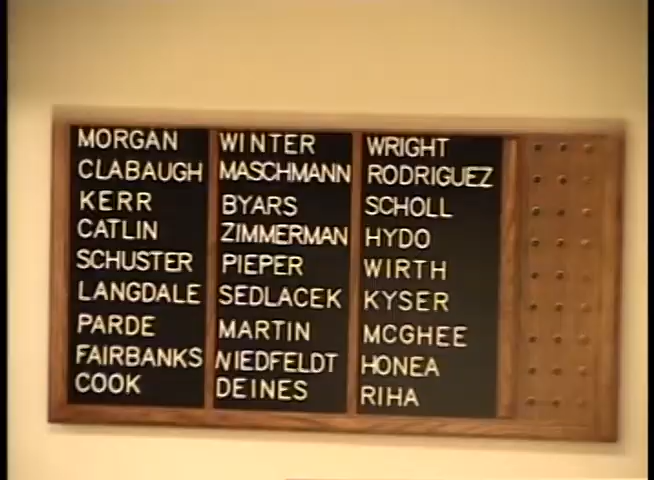 MORGAN
CLABAUGH
KERR
CATLIN
SCHUSTER
LANGDALE
PARDE
FAIRBANKS
COOK
WINTER
MASCHMANN
BYARS
ZIMMERMAN
PIEPER
SEDLACEK
MARTIN
NIEDFELDT
DEINES
WRIGHT
RODRIGUEZ
SCHOLL
HYDO
WIRTH
KYSER
MCGHEE
HONEA
RIHA